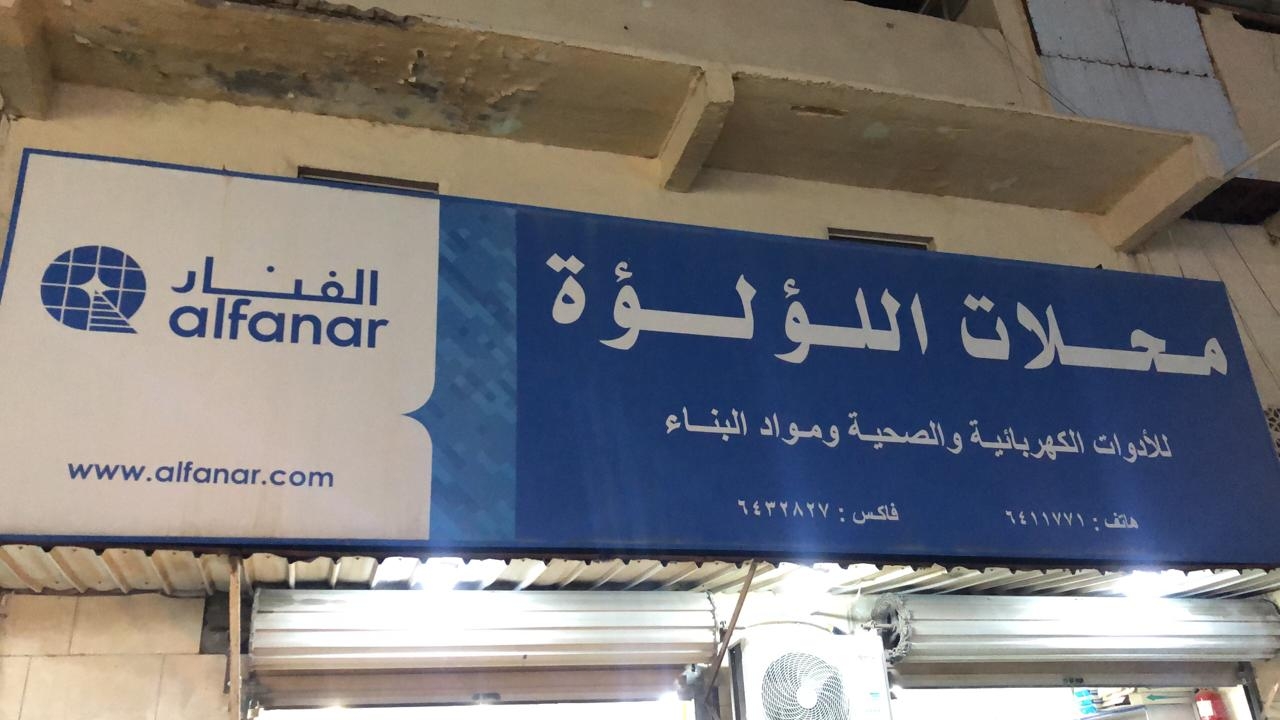 محلات اللؤلؤة
للأدوات الكهربائية والصحية ومواد البناء
هاتف : ٦٤١١٧٧١ فاكس : ٦٤٣٢٨٢٧
الفنار
alfanar
www.alfanar.com